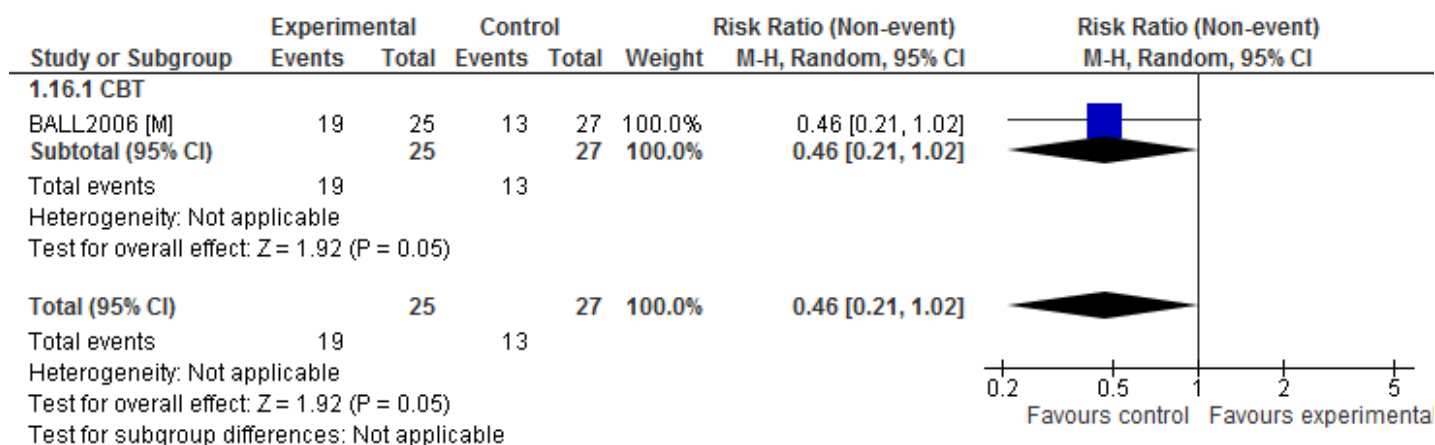 Experimental Control Risk Ratio (Non-event) Risk Ratio (Non-event)
Study or Subgroup Events Total Events Total Weight M-H, Random, 95% CI M-H, Random, 95% CI
1.16.1 CBT
BALL2006 [M] 19 25 13 27 100.0% 0.46 [0.21, 1.02]
Subtotal (95% CI) 25 27 100.0% 0.46 [0.21, 1.02]
Total events 19 13
Heterogeneity: Not applicable
Test for overall effect: Z = 1.92 (P = 0.05)
Total (95% CI) 25 27 100.0% 0.46 [0.21, 1.02]
Total events 19 13
Heterogeneity: Not applicable
Test for overall effect: Z = 1.92 (P = 0.05)
Test for subgroup differences: Not applicable
0.2 0.5 1 2 5
Favours control Favours experimental